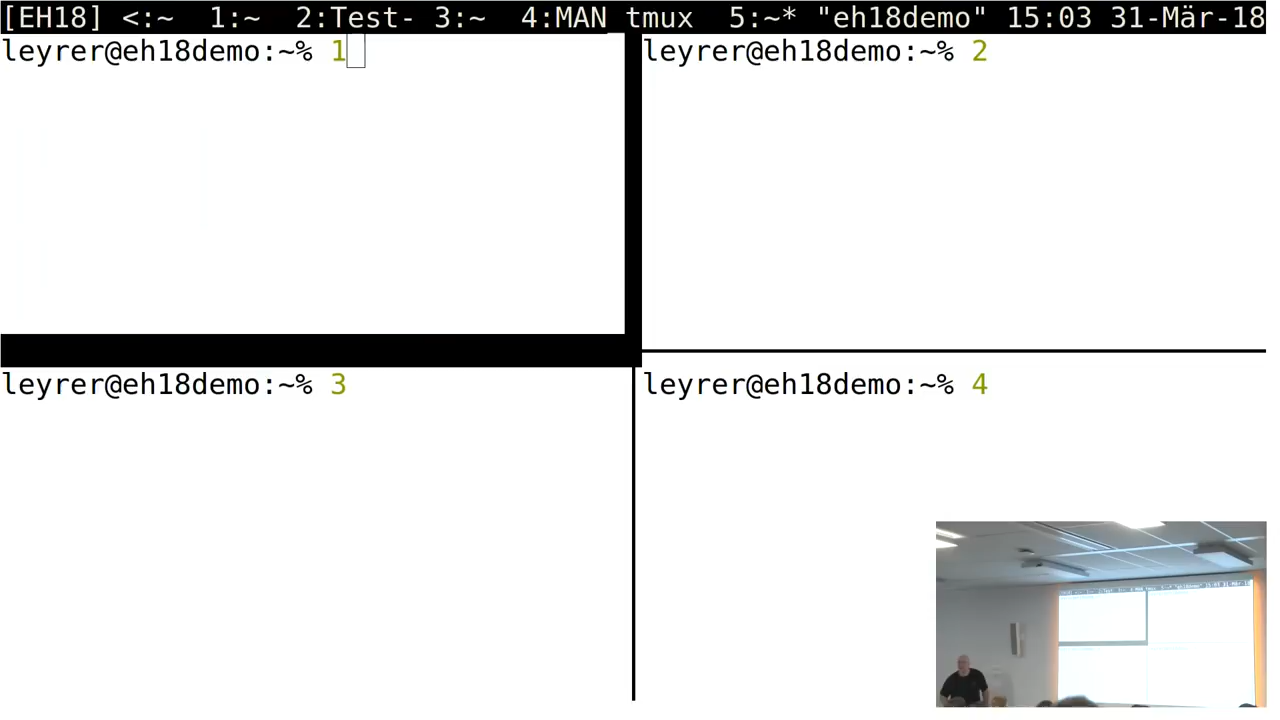 [EH18] <:~  1:~  2:Test- 3:~  4:MAN tmux  5:~* "eh18demo" 15:03 31-Mär-18
leyrer@eh18demo:~% 1
leyrer@eh18demo:~% 2
leyrer@eh18demo:~% 3
leyrer@eh18demo:~% 4